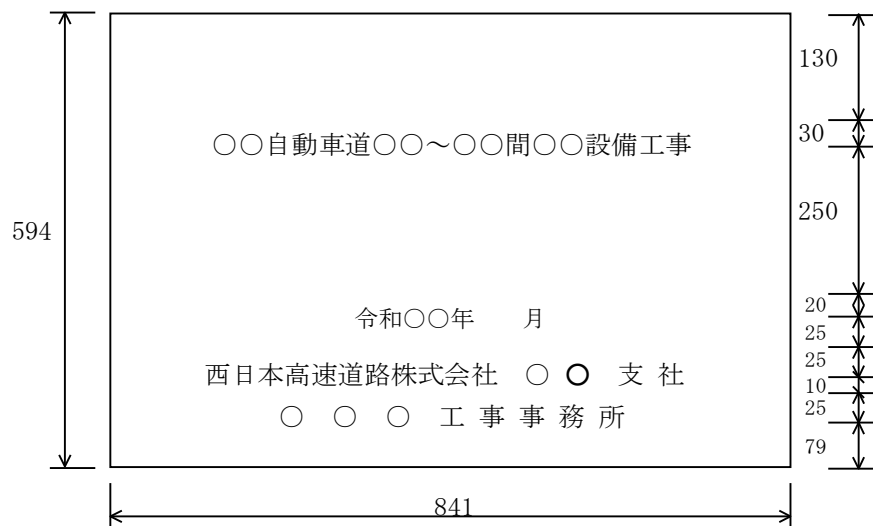 130
30
○○自動車道○○～○○間○○設備工事
250
594
20
令和○○年　　月
25
25
西日本高速道路株式会社　○ ○ 支 社
10
25
○ ○ ○ 工 事 事 務 所
79
841